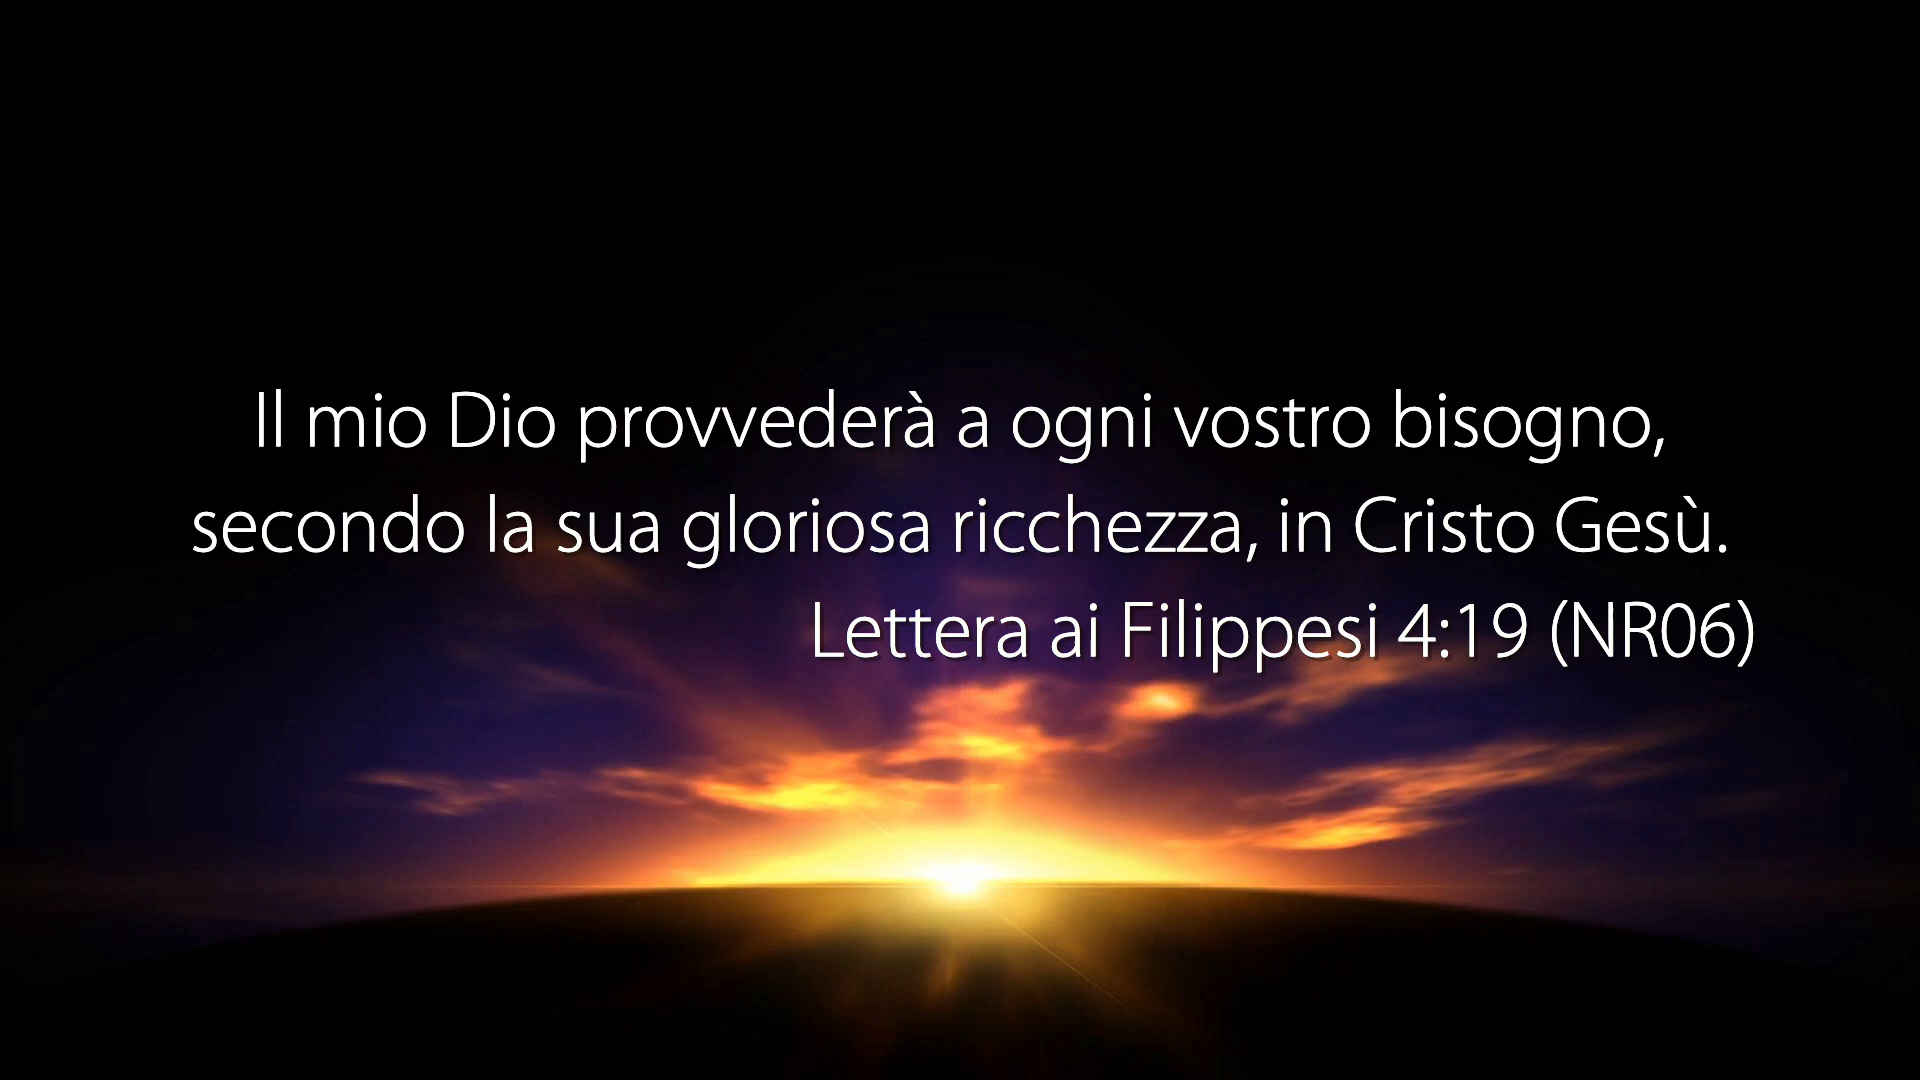 Il mio Dio provvederà a ogni vostro bisogno,
secondo la sua gloriosa ricchezza, in Cristo Gesù.
Lettera ai Filippesi 4:19 (NR06)